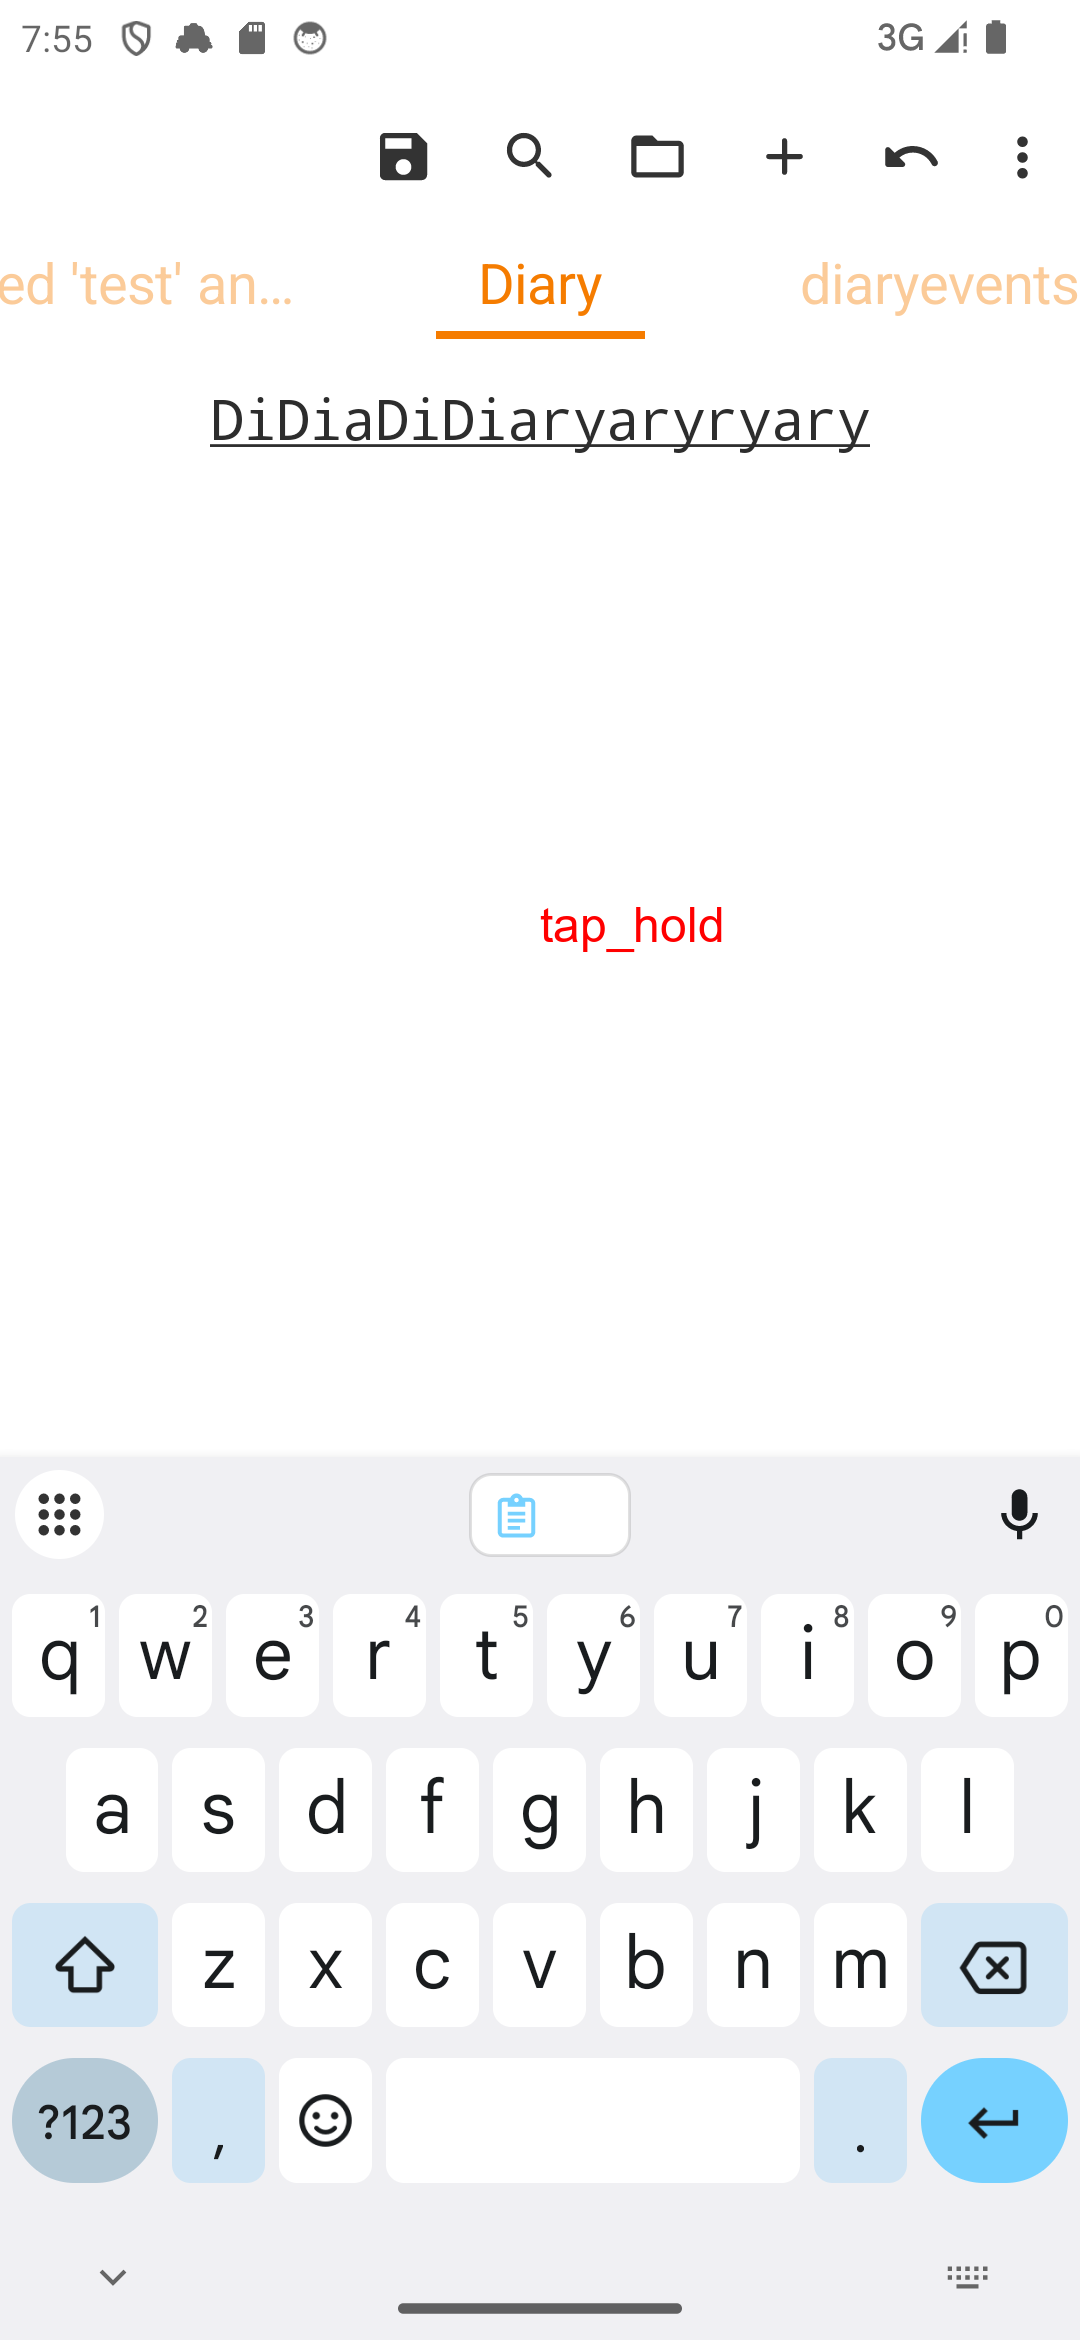 7:55
3G
ed 'test' an...
Diary
diaryevents
DiDiaDiDiaryaryryary
tap_hold
q 1 w 2 e 3 r 4 t 5 y 6 u 7 i 8 o 9 p 0
a s d f g h j k l
z x c v b n m
?123 , .